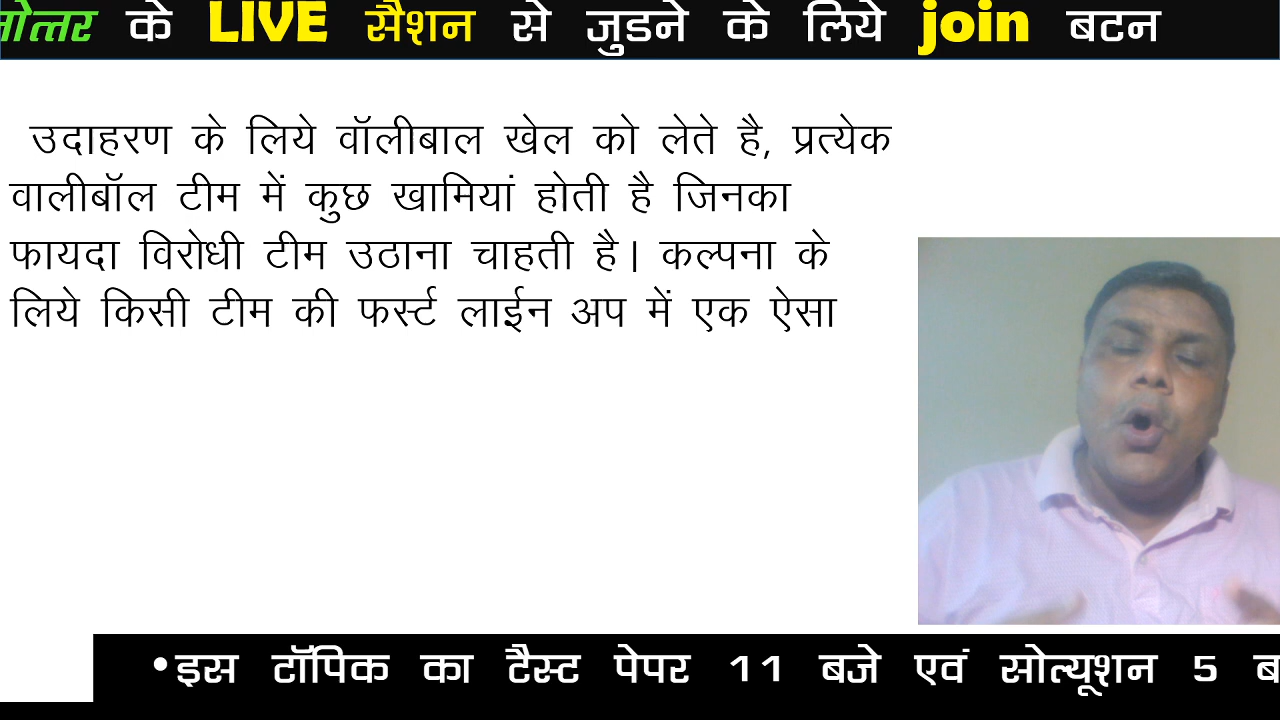 के LIVE सैशन से जुडने के लिये join बटन
उदाहरण के लिये वॉलीबाल खेल को लेते है, प्रत्येक
वालीबॉल टीम में कुछ खामियां होती है जिनका
फायदा विरोधी टीम उठाना चाहती है। कल्पना के
लिये किसी टीम की फर्स्ट लाईन अप में एक ऐसा
•इस टॉपिक का टैस्ट पेपर 11 बजे एवं सोल्यूशन 5